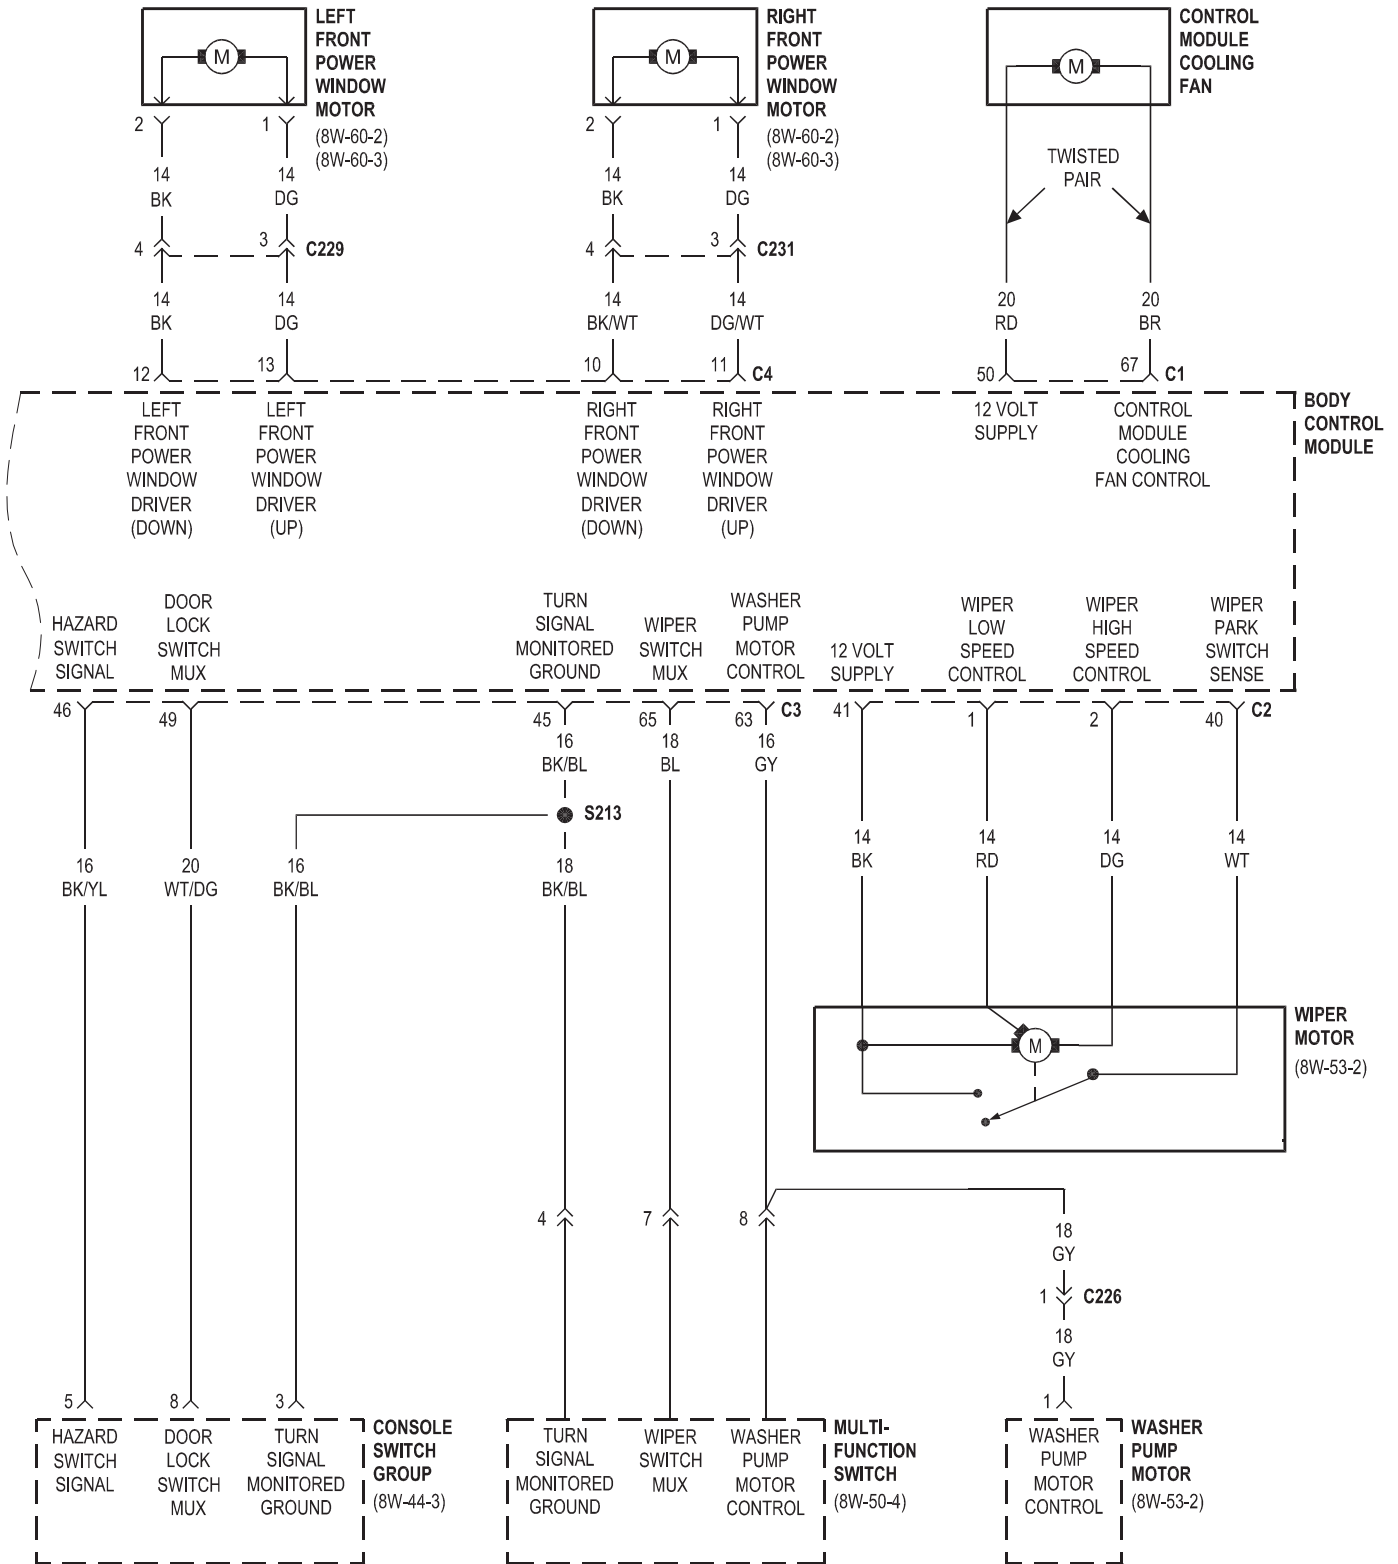 LEFT
FRONT
POWER
WINDOW
MOTOR
(8W-60-2)
(8W-60-3)
M
2
1
14
BK
14
DG
4
3
C229
14
BK
14
DG
12
13
RIGHT
FRONT
POWER
WINDOW
MOTOR
(8W-60-2)
(8W-60-3)
M
2
1
14
BK
14
DG
4
3
C231
14
BK/WT
14
DG/WT
10
11
C4
CONTROL
MODULE
COOLING
FAN
M
TWISTED
PAIR
20
RD
20
BR
50
67
C1
BODY
CONTROL
MODULE
LEFT
FRONT
POWER
WINDOW
DRIVER
(DOWN)
LEFT
FRONT
POWER
WINDOW
DRIVER
(UP)
RIGHT
FRONT
POWER
WINDOW
DRIVER
(DOWN)
RIGHT
FRONT
POWER
WINDOW
DRIVER
(UP)
12 VOLT
SUPPLY
CONTROL
MODULE
COOLING
FAN CONTROL
HAZARD
SWITCH
SIGNAL
DOOR
LOCK
SWITCH
MUX
TURN
SIGNAL
MONITORED
GROUND
WIPER
SWITCH
MUX
WASHER
PUMP
MOTOR
CONTROL
12 VOLT
SUPPLY
WIPER
LOW
SPEED
CONTROL
WIPER
HIGH
SPEED
CONTROL
WIPER
PARK
SWITCH
SENSE
46
49
45
65
63
C3
41
1
2
40
C2
16
BK/BL
18
BL
16
GY
S213
16
BK/YL
20
WT/DG
16
BK/BL
18
BK/BL
14
BK
14
RD
14
DG
14
WT
WIPER
MOTOR
(8W-53-2)
M
4
7
8
18
GY
1
C226
18
GY
5
8
3
1
HAZARD
SWITCH
SIGNAL
DOOR
LOCK
SWITCH
MUX
TURN
SIGNAL
MONITORED
GROUND
CONSOLE
SWITCH
GROUP
(8W-44-3)
TURN
SIGNAL
MONITORED
GROUND
WIPER
SWITCH
MUX
WASHER
PUMP
MOTOR
CONTROL
MULTI-
FUNCTION
SWITCH
(8W-50-4)
WASHER
PUMP
MOTOR
CONTROL
WASHER
PUMP
MOTOR
(8W-53-2)